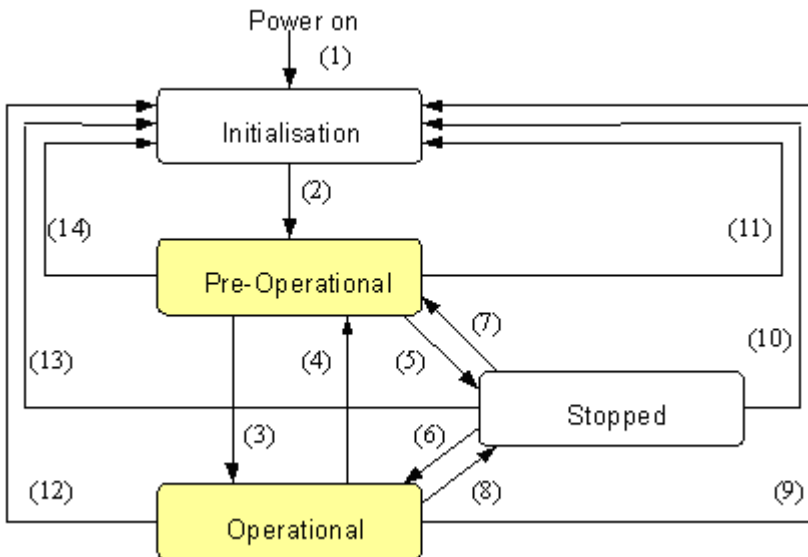 Power on
(1)
Initialisation
(2)
(14)
(11)
Pre-Operational
(7)
(13)
(4)
(5)
(10)
Stopped
(3)
(6)
(12)
(8)
(9)
Operational